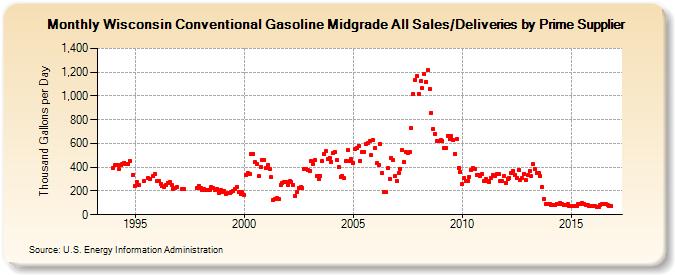 Monthly Wisconsin Conventional Gasoline Midgrade All Sales/Deliveries by Prime Supplier
Thousand Gallons per Day
1,400
1,200
1,000
800
600
400
200
0
1995 2000 2005 2010 2015
Source: U.S. Energy Information Administration